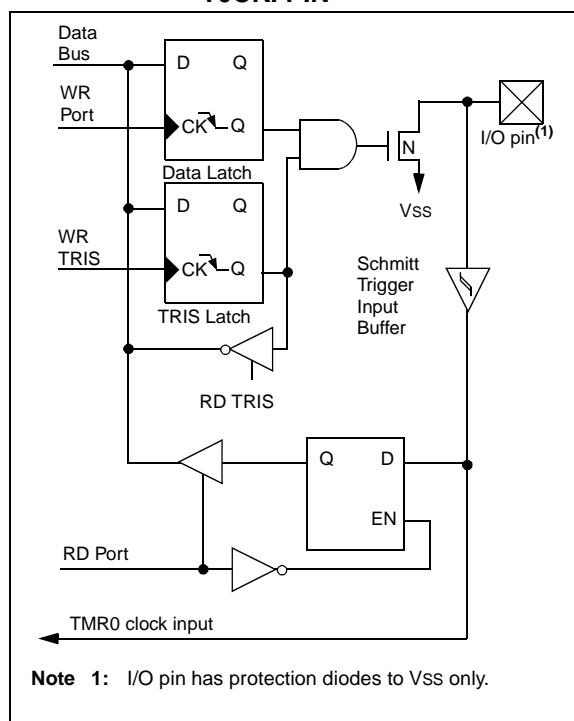 PIN
Data
Bus
D Q
WR
Port
CK Q
Data Latch
N
I/O pin(1)
VSS
D Q
WR
TRIS
CK Q
TRIS Latch
Schmitt
Trigger
Input
Buffer
RD TRIS
Q D
EN
RD Port
TMR0 clock input
Note 1: I/O pin has protection diodes to VSS only.